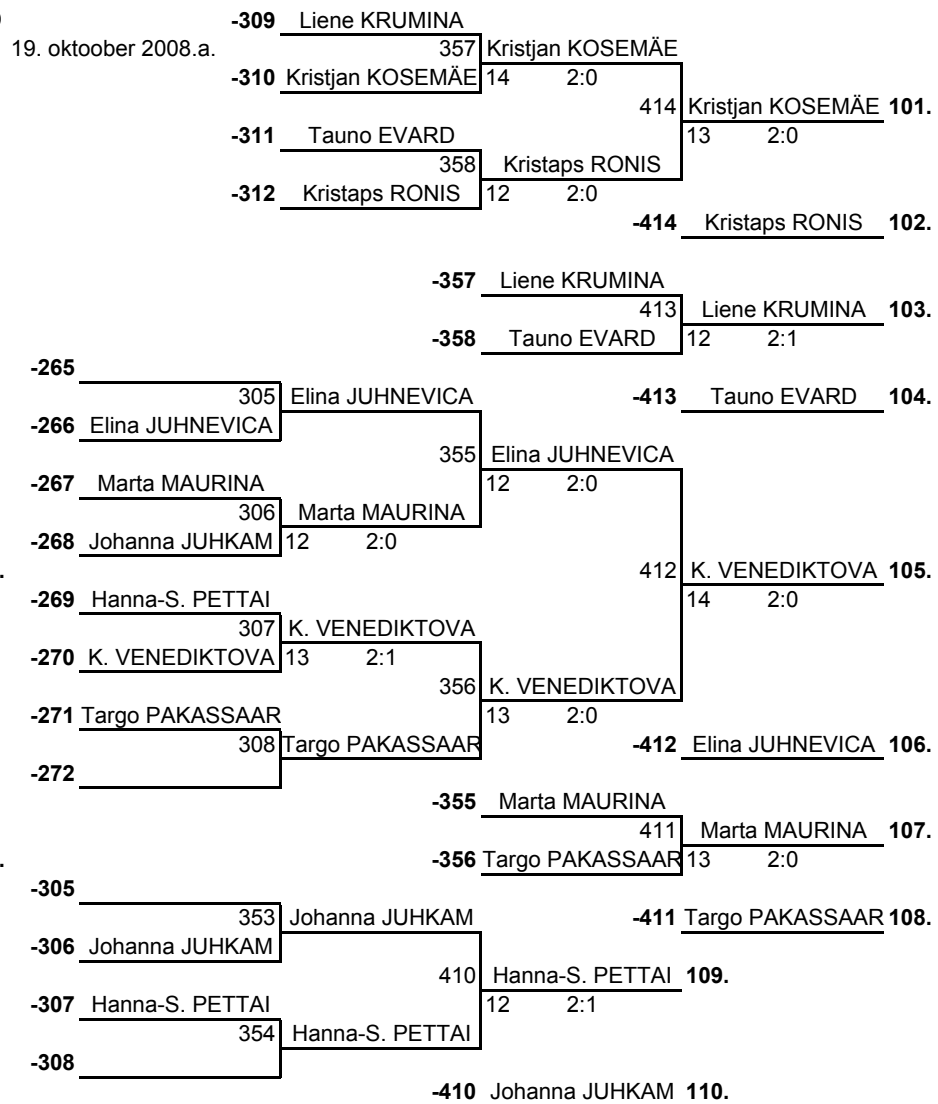 -309 Liene KRUMINA
19. oktoober 2008.a.
357 Kristjan KOSEMÄE
-310 Kristjan KOSEMÄE 14 2:0
414 Kristjan KOSEMÄE 101.
-311 Tauno EVARD 13 2:0
358 Kristaps RONIS
-312 Kristaps RONIS 12 2:0
-414 Kristaps RONIS 102.
-357 Liene KRUMINA
413 Liene KRUMINA 103.
-358 Tauno EVARD 12 2:1
-265
305 Elina JUHNEVICA -413 Tauno EVARD 104.
-266 Elina JUHNEVICA
355 Elina JUHNEVICA
-267 Marta MAURINA 12 2:0
306 Marta MAURINA
-268 Johanna JUHKAM 12 2:0
412 K. VENEDIKTOVA 105.
-269 Hanna-S. PETTAI 14 2:0
307 K. VENEDIKTOVA
-270 K. VENEDIKTOVA 13 2:1
356 K. VENEDIKTOVA
-271 Targo PAKASSAAR 13 2:0
308 Targo PAKASSAAR -412 Elina JUHNEVICA 106.
-272
-355 Marta MAURINA
411 Marta MAURINA 107.
-356 Targo PAKASSAAR 13 2:0
-305
353 Johanna JUHKAM -411 Targo PAKASSAAR 108.
-306 Johanna JUHKAM
410 Hanna-S. PETTAI 109.
-307 Hanna-S. PETTAI 12 2:1
354 Hanna-S. PETTAI
-308
-410 Johanna JUHKAM 110.